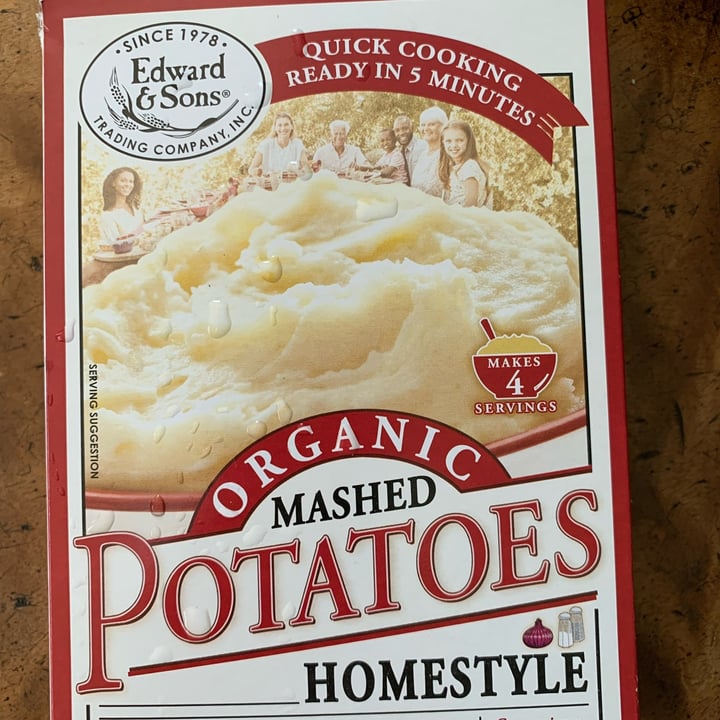 • SINCE 1978 •
Edward
& Sons®
TRADING COMPANY, INC.
QUICK COOKING
READY IN 5 MINUTES
MAKES
4
SERVINGS
SERVING SUGGESTION
ORGANIC
MASHED
POTATOES
HOMESTYLE